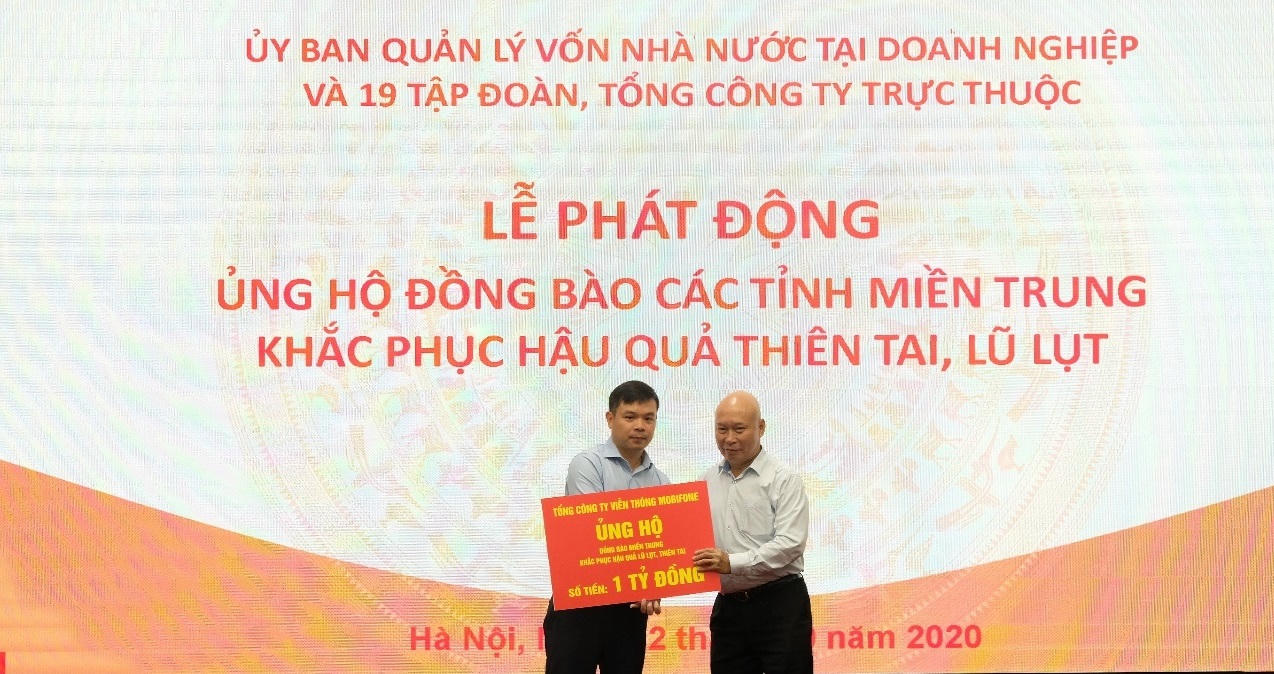 ỦY BAN QUẢN LÝ VỐN NHÀ NƯỚC TẠI DOANH NGHIỆP
VÀ 19 TẬP ĐOÀN, TỔNG CÔNG TY TRỰC THUỘC
LỄ PHÁT ĐỘNG
ỦNG HỘ ĐỒNG BÀO CÁC TỈNH MIỀN TRUNG
KHẮC PHỤC HẬU QUẢ THIÊN TAI, LŨ LỤT
TỔNG CÔNG TY VIỄN THÔNG MOBIFONE
ỦNG HỘ
ĐỒNG BÀO MIỀN TRUNG
KHẮC PHỤC HẬU QUẢ LŨ LỤT, THIÊN TAI
SỐ TIỀN: 1 TỶ ĐỒNG
Hà Nội, năm 2020